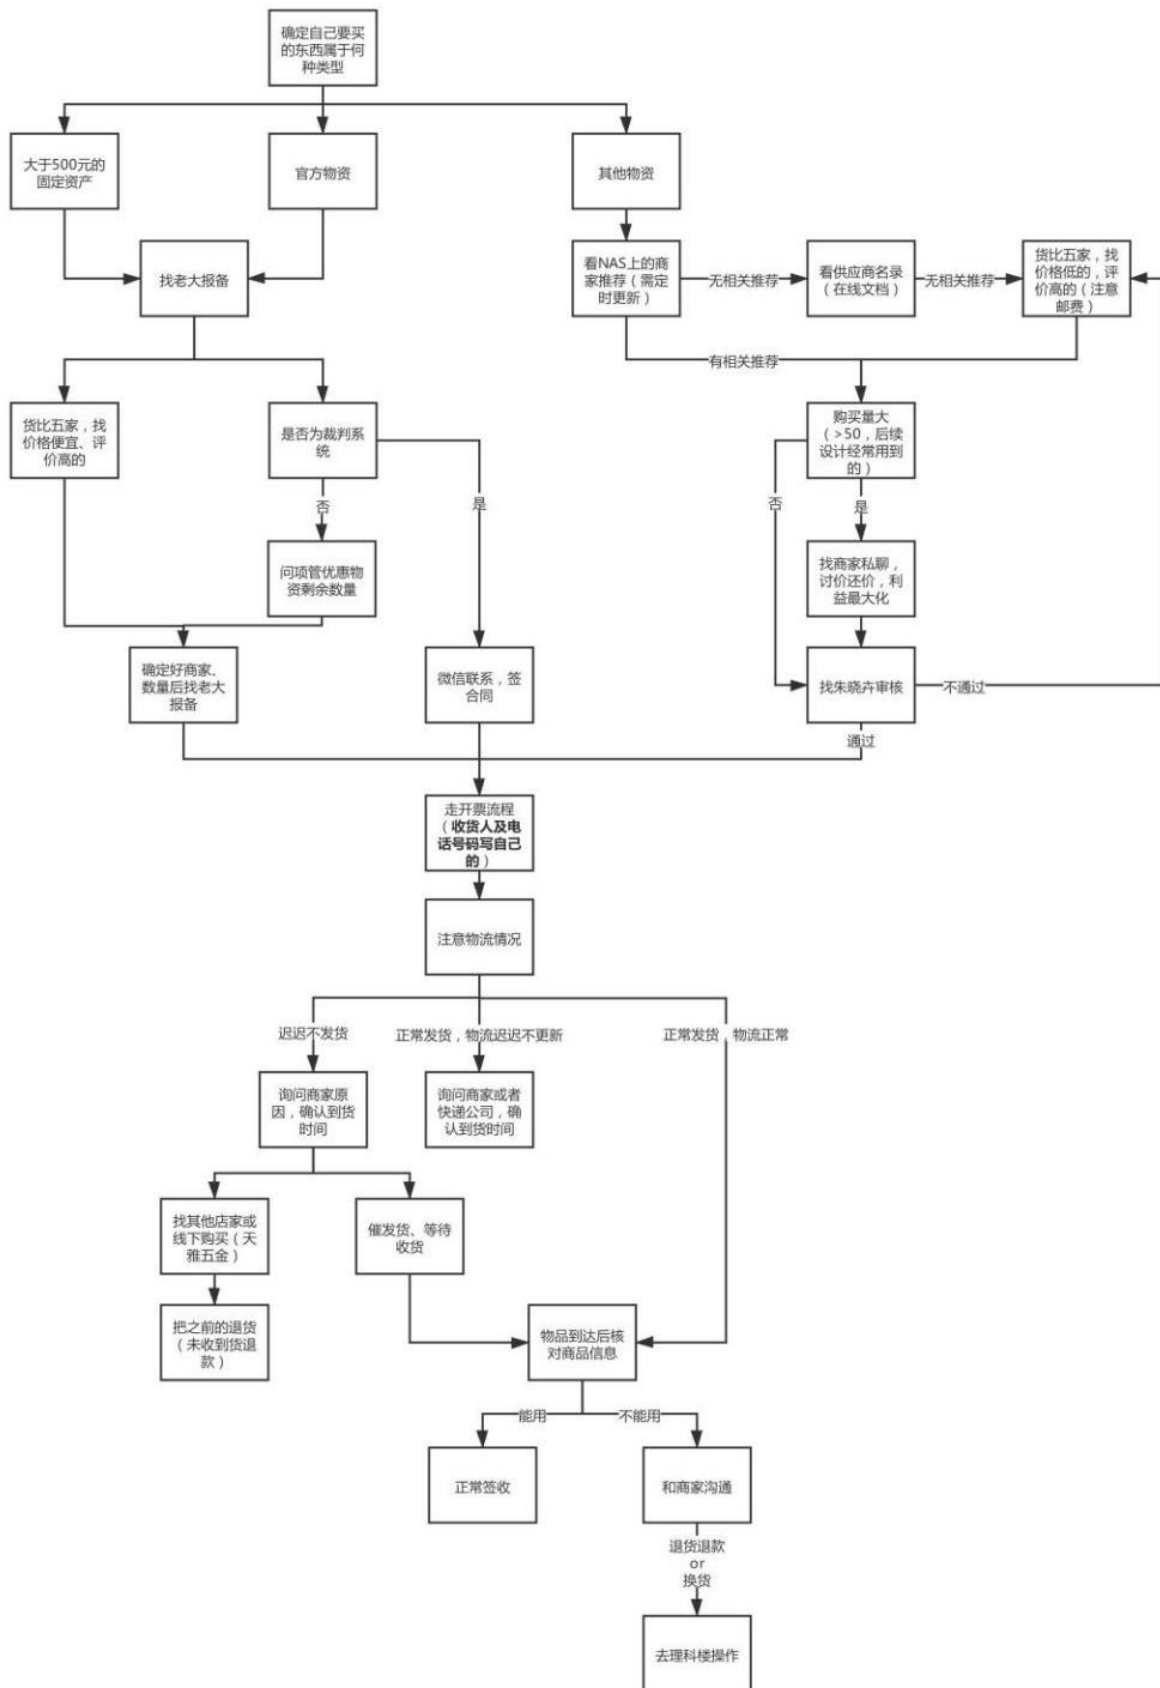 确定自己要买
的东西属于何
种类型
大于500元的
固定资产
官方物资
其他物资
找老大报备
看NAS上的商
家推荐（需定
时更新）
无相关推荐
看供应商名录
（在线文档）
无相关推荐
货比五家，找
价格低的，评
价高的（注意
邮费）
有相关推荐
货比五家，找
价格便宜、评
价高的
是否为裁判系
统
购买量大
（>50，后续
设计经常用到
的）
否
是
否
是
问项管优惠物
资剩余数量
找商家私聊，
讨价还价，利
益最大化
确定好商家、
数量后找老大
报备
微信联系，签
合同
找朱晓卉审核
不通过
通过
走开票流程
（收货人及电
话号码写自己
的）
注意物流情况
迟迟不发货
正常发货，物流迟迟不更新
正常发货，物流正常
询问商家原
因，确认到货
时间
询问商家或者
快递公司，确
认到货时间
找其他店家或
线下购买（天
雅五金）
催发货、等待
收货
把之前的退货
（未收到货退
款）
物品到达后核
对商品信息
能用
不能用
正常签收
和商家沟通
退货退款
or
换货
去理科楼操作